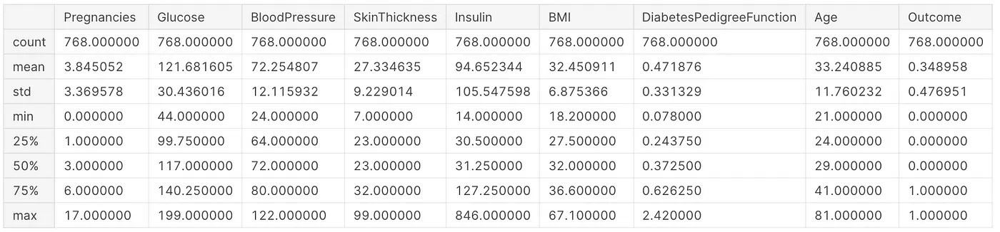 Pregnancies Glucose BloodPressure SkinThickness Insulin BMI DiabetesPedigreeFunction Age Outcome
count 768.000000 768.000000 768.000000 768.000000 768.000000 768.000000 768.000000 768.000000 768.000000
mean 3.845052 121.681605 72.254807 27.334635 94.652344 32.450911 0.471876 33.240885 0.348958
std 3.369578 30.436016 12.115932 9.229014 105.547598 6.875366 0.331329 11.760232 0.476951
min 0.000000 44.000000 24.000000 7.000000 14.000000 18.200000 0.078000 21.000000 0.000000
25% 1.000000 99.750000 64.000000 23.000000 30.500000 27.500000 0.243750 24.000000 0.000000
50% 3.000000 117.000000 72.000000 23.000000 31.250000 32.000000 0.372500 29.000000 0.000000
75% 6.000000 140.250000 80.000000 32.000000 127.250000 36.600000 0.626250 41.000000 1.000000
max 17.000000 199.000000 122.000000 99.000000 846.000000 67.100000 2.420000 81.000000 1.000000